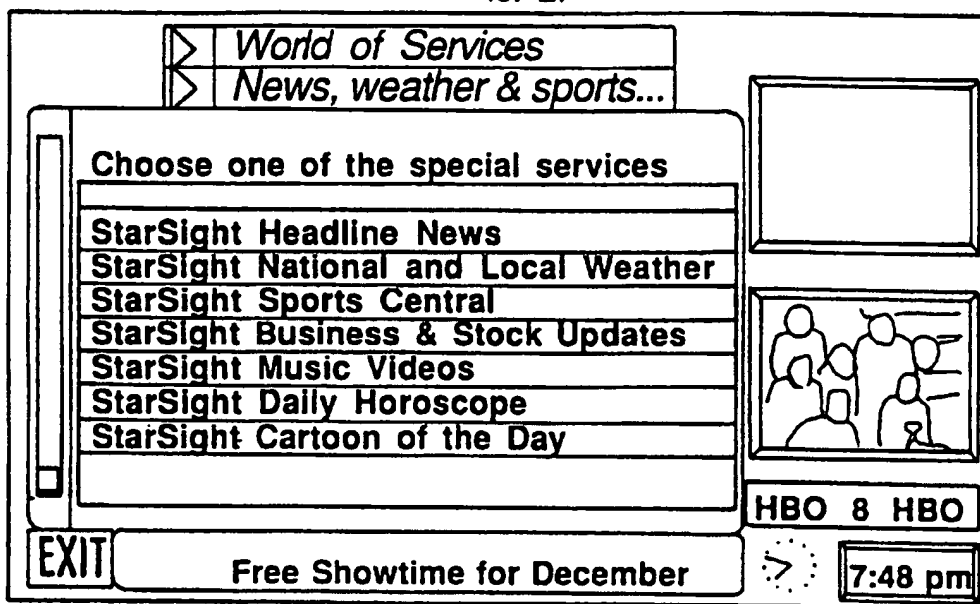 World of Services
News, weather & sports...
Choose one of the special services
StarSight Headline News
StarSight National and Local Weather
StarSight Sports Central
StarSight Business & Stock Updates
StarSight Music Videos
StarSight Daily Horoscope
StarSight Cartoon of the Day
HBO 8 HBO
EXIT
Free Showtime for December
7:48 pm